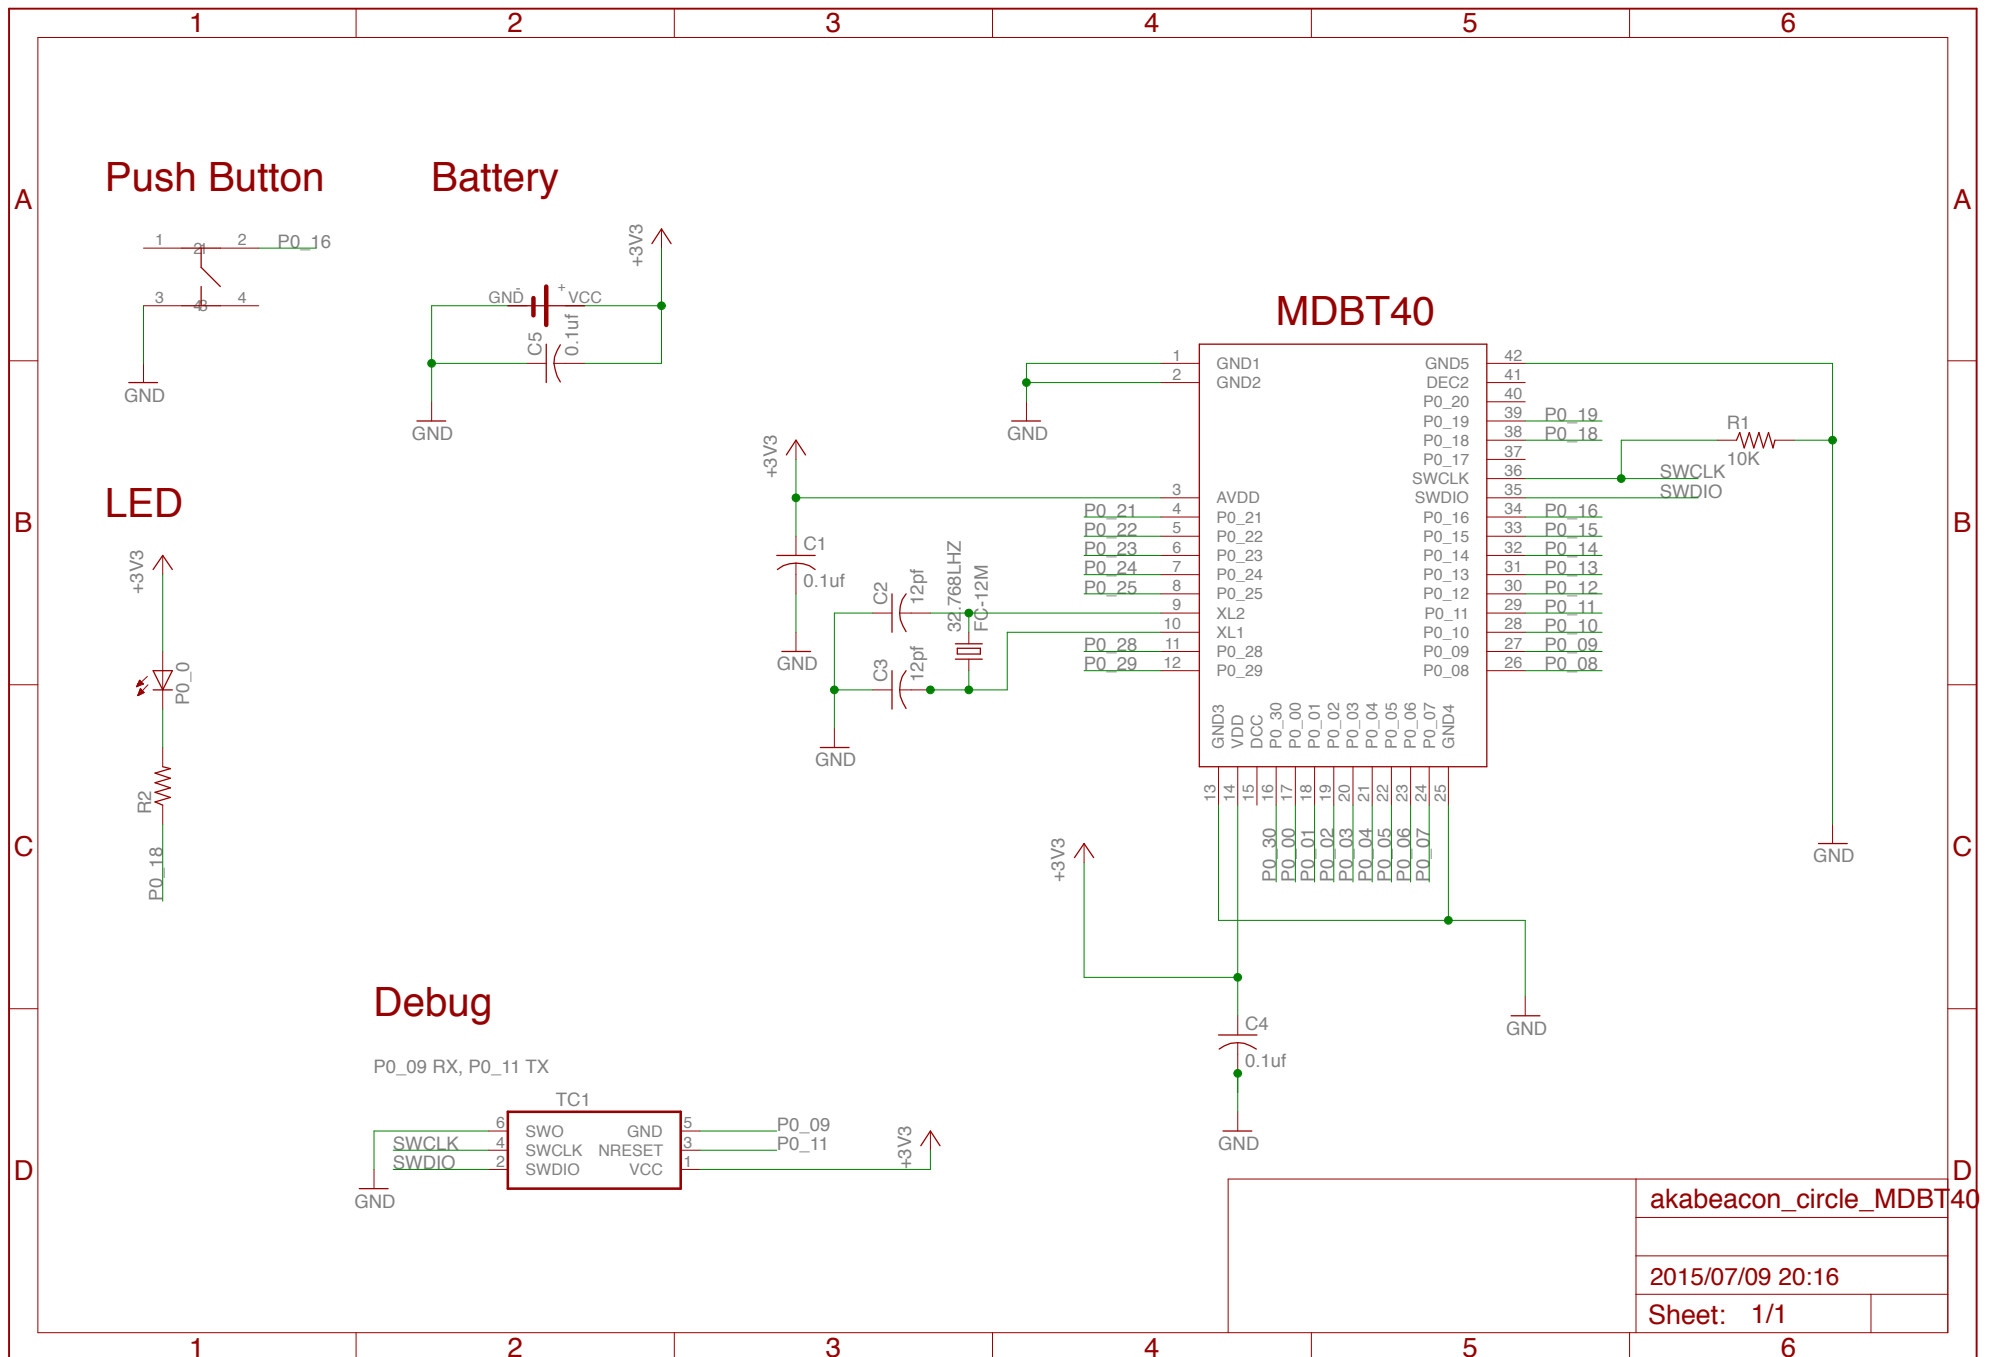 1 2 3 4 5 6
A A
B B
C C
D D
Push Button
1 2 P0_16
21
3 4
43
GND
Battery
+3V3
GND - + VCC
C5 0.1uf
GND
LED
+3V3
P0_0
R2
P0_18
MDBT40
1 GND1
2 GND2
GND
+3V3
3 AVDD
P0_21 4 P0_21
P0_22 5 P0_22
P0_23 6 P0_23
P0_24 7 P0_24
P0_25 8 P0_25
9 XL2
10 XL1
P0_28 11 P0_28
P0_29 12 P0_29
C1
0.1uf
GND
C2 12pf
C3 12pf
32.768LHZ
FC-12M
GND
GND5 42
DEC2 41
P0_20 40
P0_19 39 P0_19
P0_18 38 P0_18
P0_17 37
SWCLK 36 SWCLK
SWDIO 35 SWDIO
P0_16 34 P0_16
P0_15 33 P0_15
P0_14 32 P0_14
P0_13 31 P0_13
P0_12 30 P0_12
P0_11 29 P0_11
P0_10 28 P0_10
P0_09 27 P0_09
P0_08 26 P0_08
R1
10K
GND
GND3 VDD DCC P0_30 P0_00 P0_01 P0_02 P0_03 P0_04 P0_05 P0_06 P0_07 GND4
13 14 15 16 17 18 19 20 21 22 23 24 25
P0_30 P0_00 P0_01 P0_02 P0_03 P0_04 P0_05 P0_06 P0_07
+3V3
GND
C4
0.1uf
GND
Debug
P0_09 RX, P0_11 TX
TC1
6 SWO GND 5 P0_09
SWCLK 4 SWCLK NRESET 3 P0_11
SWDIO 2 SWDIO VCC 1
+3V3
GND
akabeacon_circle_MDBT40
2015/07/09 20:16
Sheet: 1/1
1 2 3 4 5 6